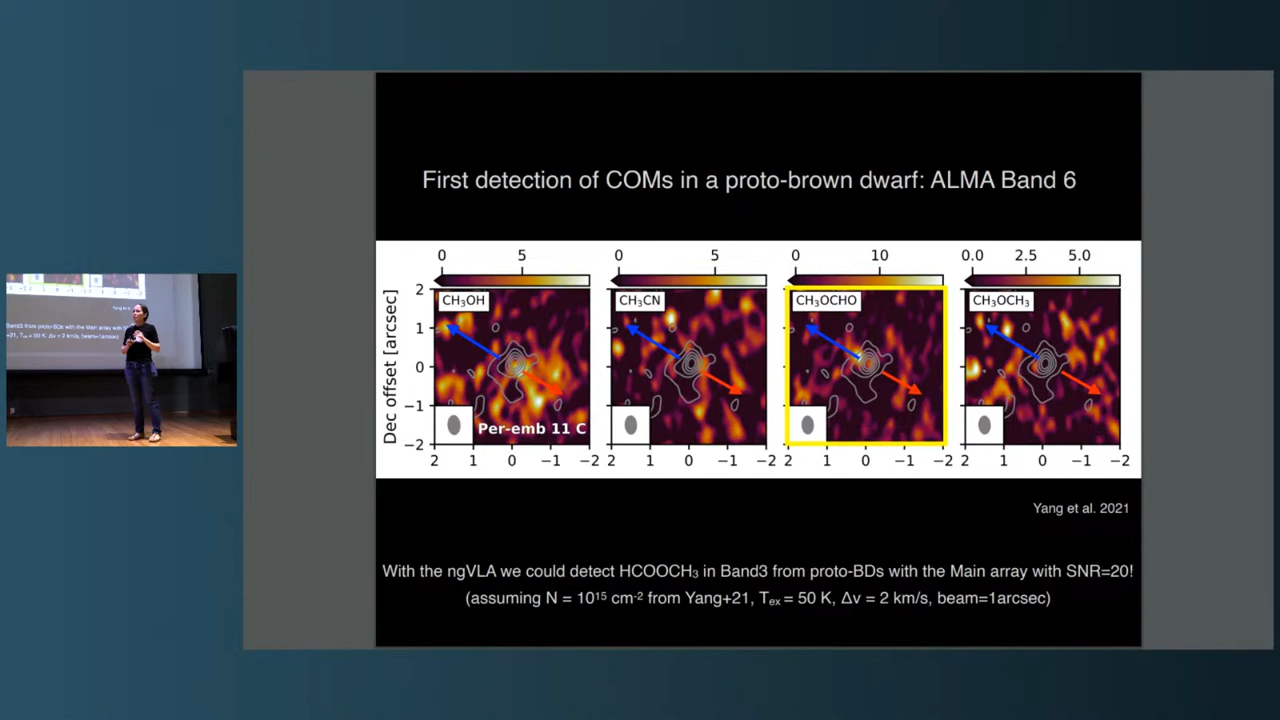 First detection of COMs in a proto-brown dwarf: ALMA Band 6
0 5 0 5 0 10 0.0 2.5 5.0
CH₃OH CH₃CN CH₃OCHO CH₃OCH₃
Dec offset [arcsec]
2
1
0
−1
−2
Per-emb 11 C
2 1 0 −1 −2 2 1 0 −1 −2 2 1 0 −1 −2 2 1 0 −1 −2
Yang et al. 2021
With the ngVLA we could detect HCOOCH₃ in Band3 from proto-BDs with the Main array with SNR=20!
(assuming N = 10¹⁵ cm⁻² from Yang+21, Tₑₓ = 50 K, Δv = 2 km/s, beam=1arcsec)